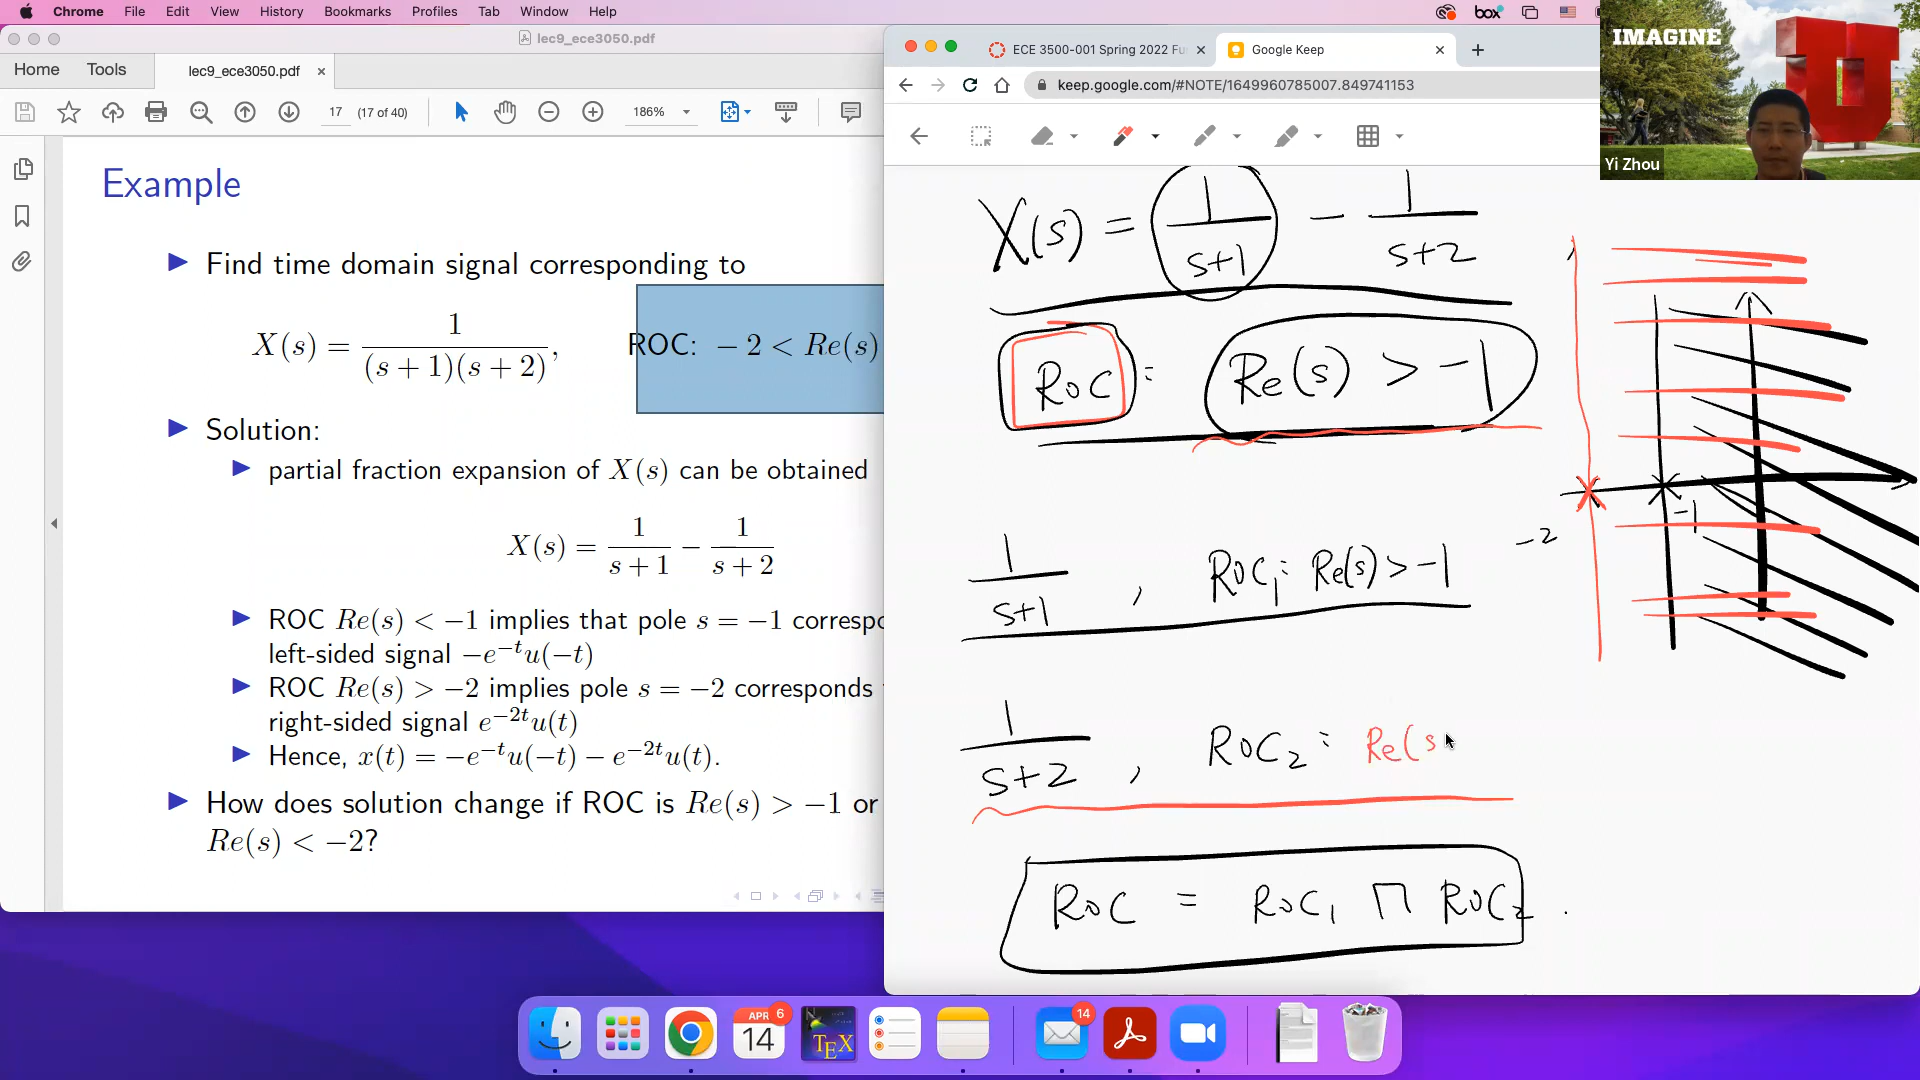 Chrome File Edit View History Bookmarks Profiles Tab Window Help
lec9_ece3050.pdf
Home Tools lec9_ece3050.pdf ×
17 (17 of 40) 186%
Example
Find time domain signal corresponding to
X(s) = 1/((s + 1)(s + 2)), ROC: −2 < Re(s)
Solution:
partial fraction expansion of X(s) can be obtained
X(s) = 1/(s + 1) − 1/(s + 2)
ROC Re(s) < −1 implies that pole s = −1 correspo
left-sided signal −e^{−t}u(−t)
ROC Re(s) > −2 implies pole s = −2 corresponds
right-sided signal e^{−2t}u(t)
Hence, x(t) = −e^{−t}u(−t) − e^{−2t}u(t).
How does solution change if ROC is Re(s) > −1 or
Re(s) < −2?
box
ECE 3500-001 Spring 2022 Fu × Google Keep × +
keep.google.com/#NOTE/1649960785007.849741153
X(s) = 1/(s+1) − 1/(s+2) ,
ROC: Re(s) > −1
−1
−2
1/(s+1) , ROC₁: Re(s) > −1
1/(s+2) , ROC₂: Re(s
ROC = ROC₁ ∩ ROC₂ .
IMAGINE
U
Yi Zhou
APR 6
14
TEX
14